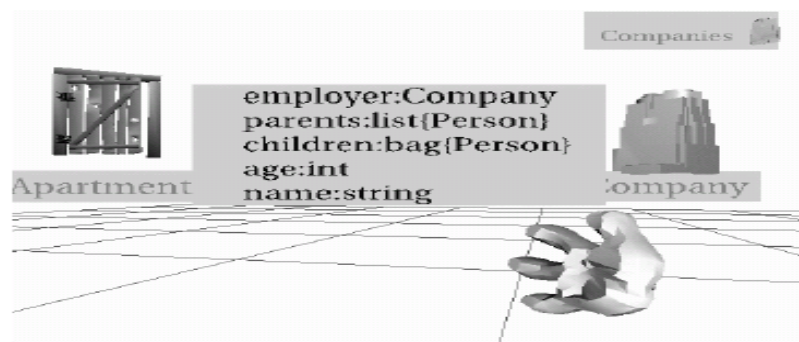 Companies
employer:Company
parents:list{Person}
children:bag{Person}
age:int
name:string
Apartment
Company